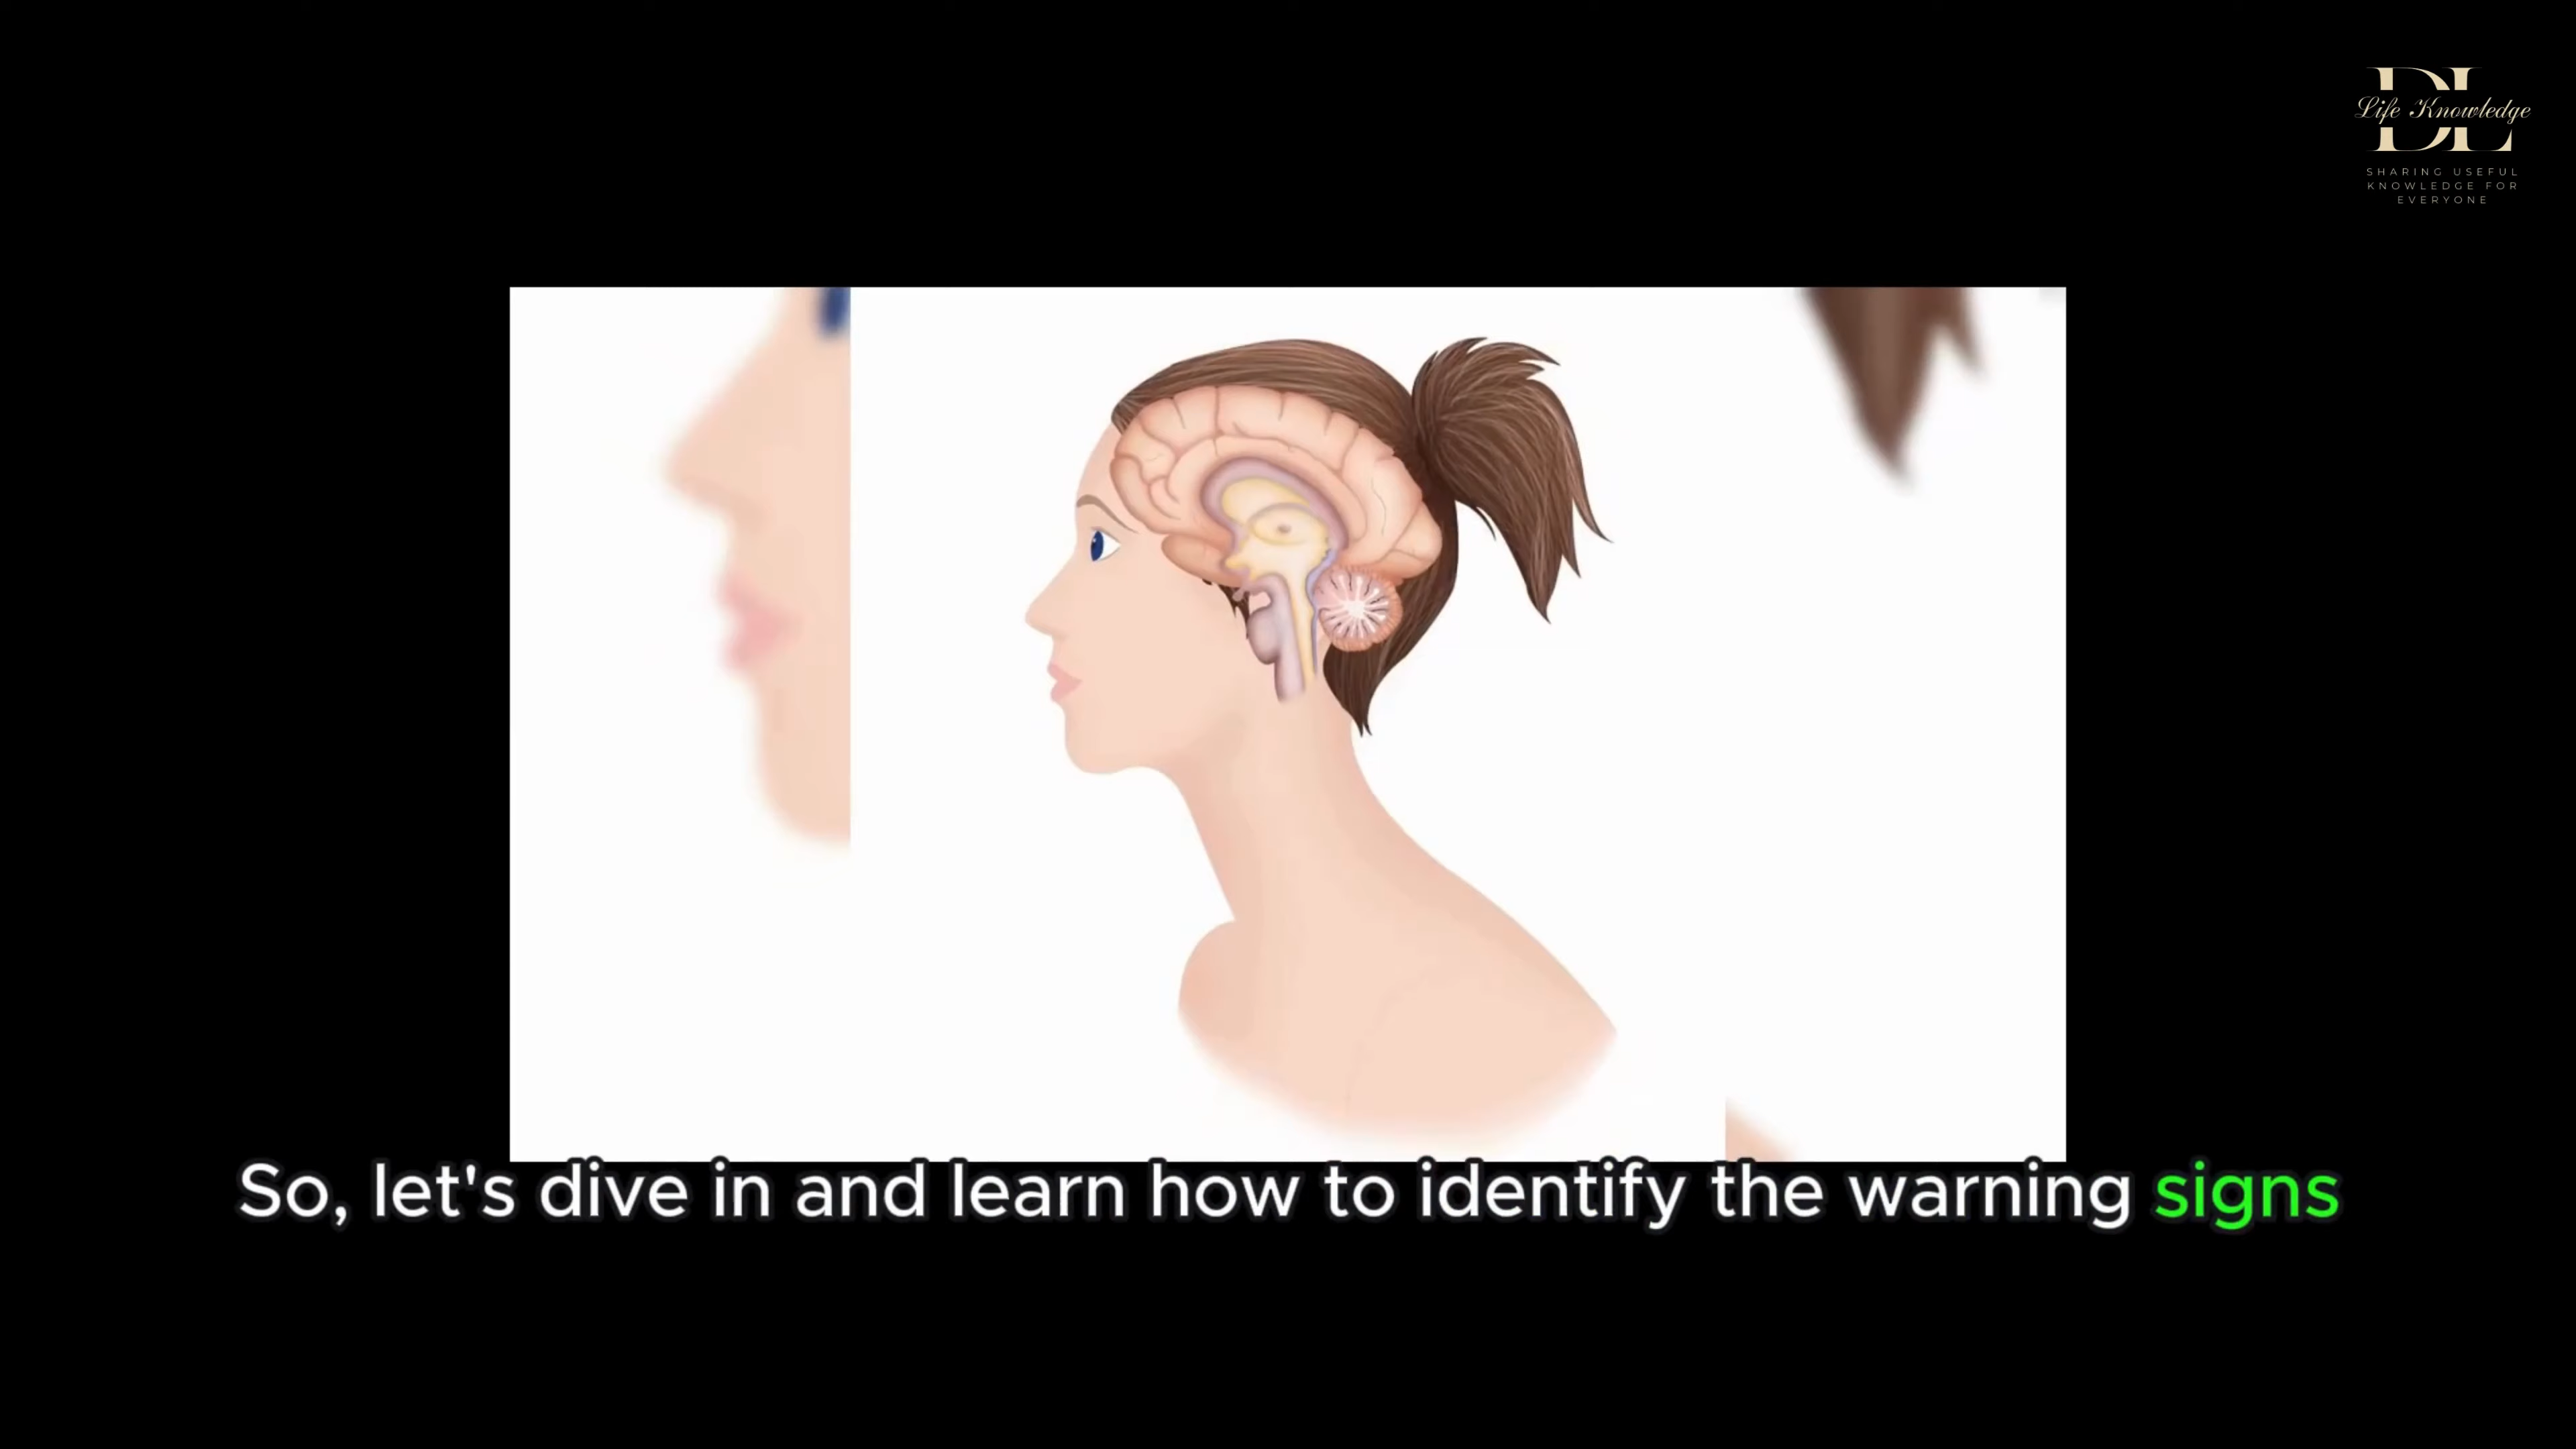 DL
Life Knowledge
SHARING USEFUL
KNOWLEDGE FOR
EVERYONE
So, let's dive in and learn how to identify the warning signs